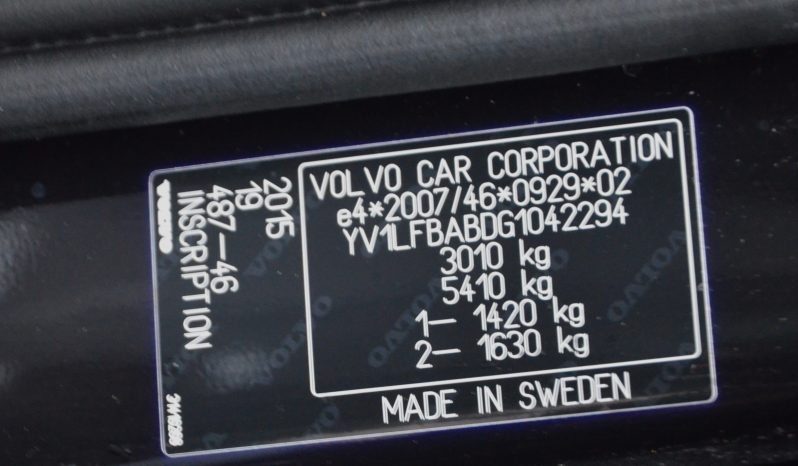 VOLVO CAR CORPORATION
e4*2007/46*0929*02
YV1LFBABDG1042294
3010 kg
5410 kg
1– 1420 kg
2– 1630 kg
MADE IN SWEDEN
2015
19
487–46
INSCRIPTION
VOLVO